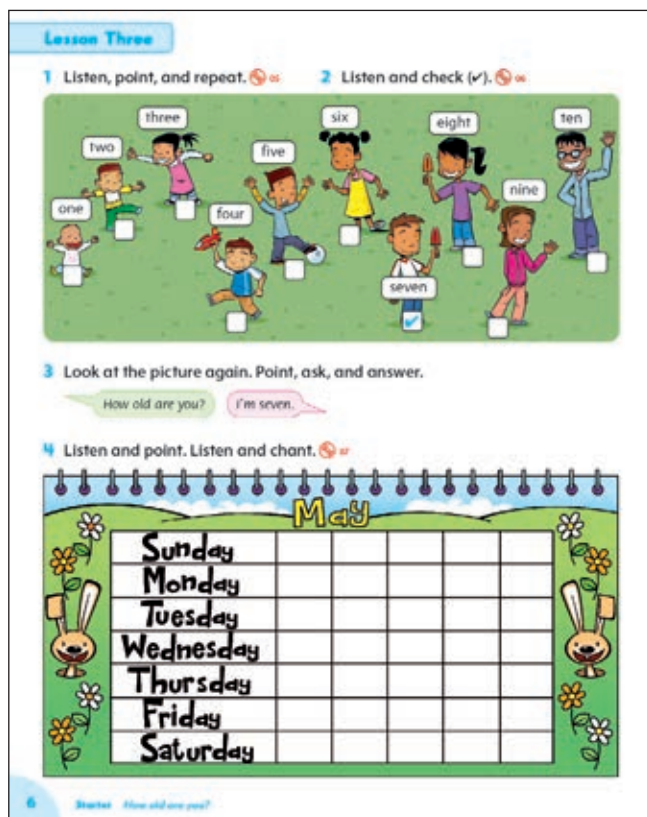 Lesson Three
1 Listen, point, and repeat. 05 2 Listen and check (✔). 06
three
six
eight
ten
two
five
nine
one
four
seven
✔
3 Look at the picture again. Point, ask, and answer.
How old are you? I'm seven.
4 Listen and point. Listen and chant. 07
May
Sunday
Monday
Tuesday
Wednesday
Thursday
Friday
Saturday
6 Starter How old are you?